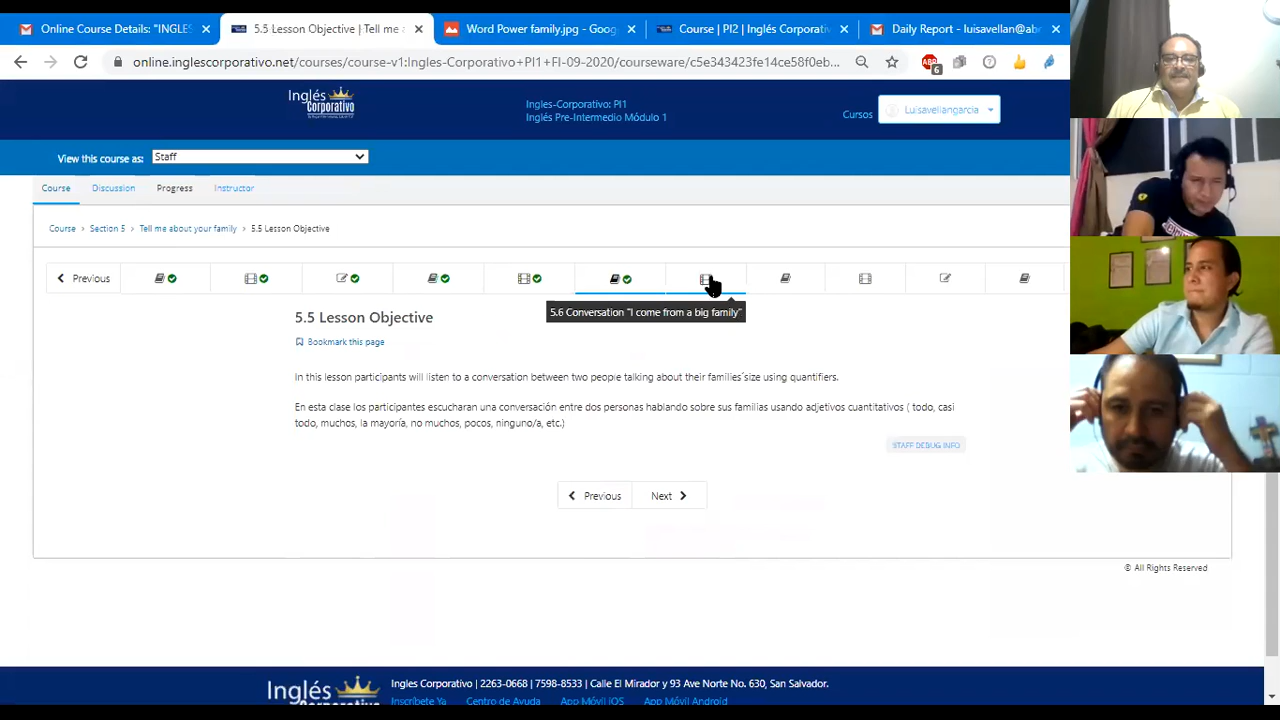 Online Course Details: "INGLES
5.5 Lesson Objective | Tell me a
Word Power family.jpg - Goog
Course | PI2 | Inglés Corporativ
Daily Report - luisavellan@abr
online.inglescorporativo.net/courses/course-v1:Ingles-Corporativo+PI1+FI-09-2020/courseware/c5e343423fe14ce58f0eb...
ABP
6
Inglés
Corporativo
Ingles-Corporativo: PI1
Inglés Pre-Intermedio Módulo 1
Cursos
Luisavellangarcia
View this course as:
Staff
Course
Discussion
Progress
Instructor
Course > Section 5 > Tell me about your family > 5.5 Lesson Objective
Previous
5.6 Conversation "I come from a big family"
5.5 Lesson Objective
Bookmark this page
In this lesson participants will listen to a conversation between two people talking about their families´size using quantifiers.
En esta clase los participantes escucharan una conversación entre dos personas hablando sobre sus familias usando adjetivos cuantitativos ( todo, casi
todo, muchos, la mayoría, no muchos, pocos, ninguno/a, etc.)
STAFF DEBUG INFO
Previous
Next
© All Rights Reserved
Inglés
Corporativo
Ingles Corporativo | 2263-0668 | 7598-8533 | Calle El Mirador y 93 Ave Norte No. 630, San Salvador.
Inscríbete Ya
Centro de Ayuda
App Móvil IOS
App Móvil Android